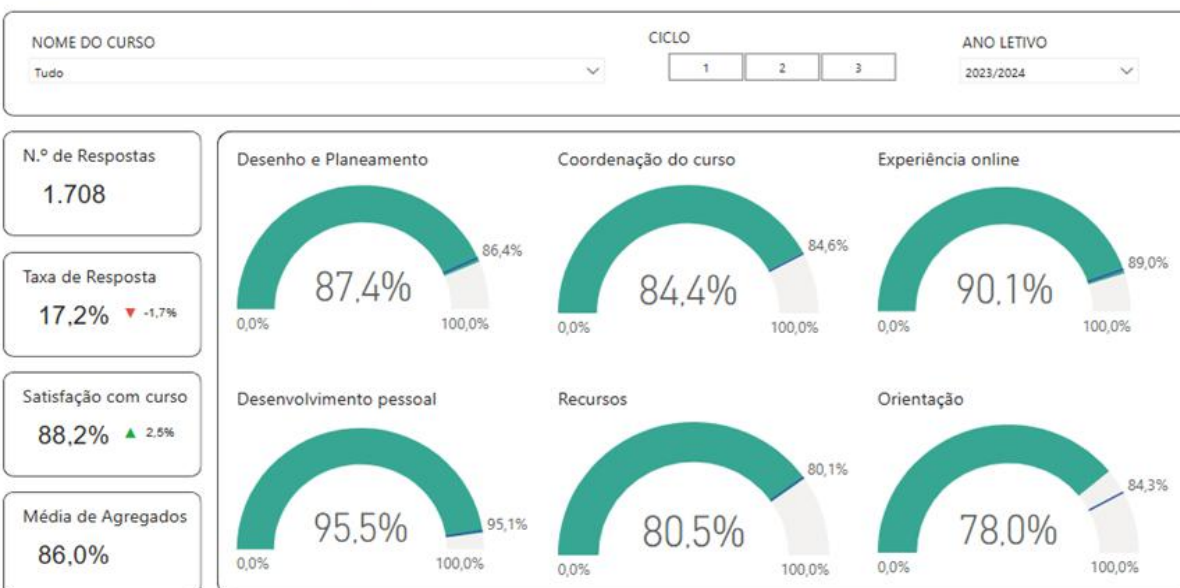 NOME DO CURSO
Tudo
CICLO
1 2 3
ANO LETIVO
2023/2024
N.º de Respostas
1.708
Taxa de Resposta
17,2% ▼ -1,7%
Satisfação com curso
88,2% ▲ 2,5%
Média de Agregados
86,0%
Desenho e Planeamento
86,4%
87,4%
0,0% 100,0%
Coordenação do curso
84,6%
84,4%
0,0% 100,0%
Experiência online
89,0%
90,1%
0,0% 100,0%
Desenvolvimento pessoal
95,1%
95,5%
0,0% 100,0%
Recursos
80,1%
80,5%
0,0% 100,0%
Orientação
84,3%
78,0%
0,0% 100,0%